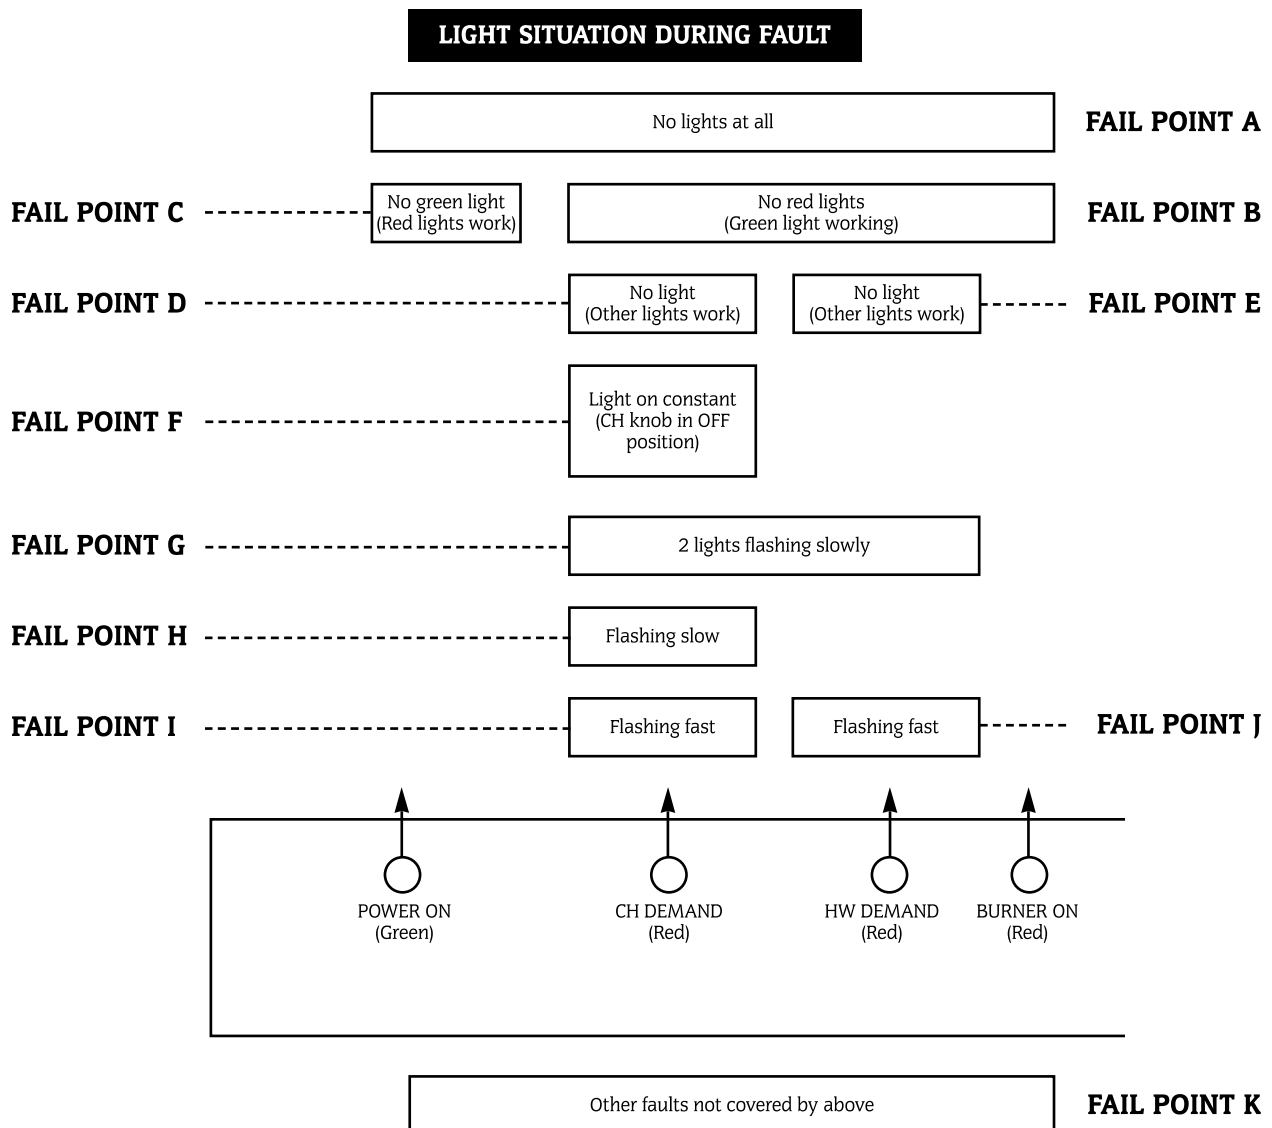 LIGHT SITUATION DURING FAULT
No lights at all
FAIL POINT A
FAIL POINT C
No green light
(Red lights work)
No red lights
(Green light working)
FAIL POINT B
FAIL POINT D
No light
(Other lights work)
No light
(Other lights work)
FAIL POINT E
FAIL POINT F
Light on constant
(CH knob in OFF
position)
FAIL POINT G
2 lights flashing slowly
FAIL POINT H
Flashing slow
FAIL POINT I
Flashing fast
Flashing fast
FAIL POINT J
POWER ON
(Green)
CH DEMAND
(Red)
HW DEMAND
(Red)
BURNER ON
(Red)
Other faults not covered by above
FAIL POINT K